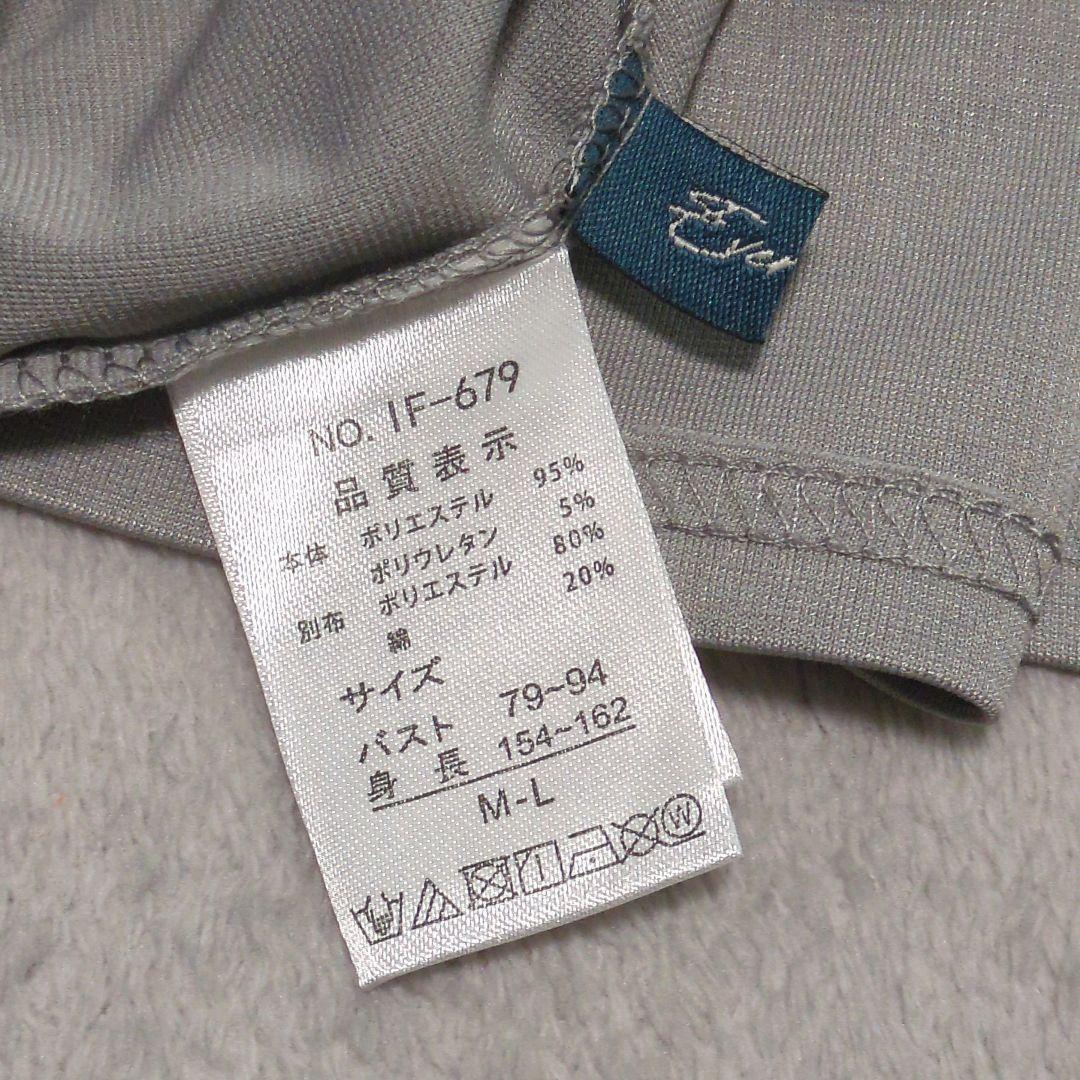 NO. IF-679
品質表示
本体 ポリエステル 95%
ポリウレタン 5%
別布 ポリエステル 80%
綿 20%
サイズ
バスト 79~94
身長 154~162
M-L
W